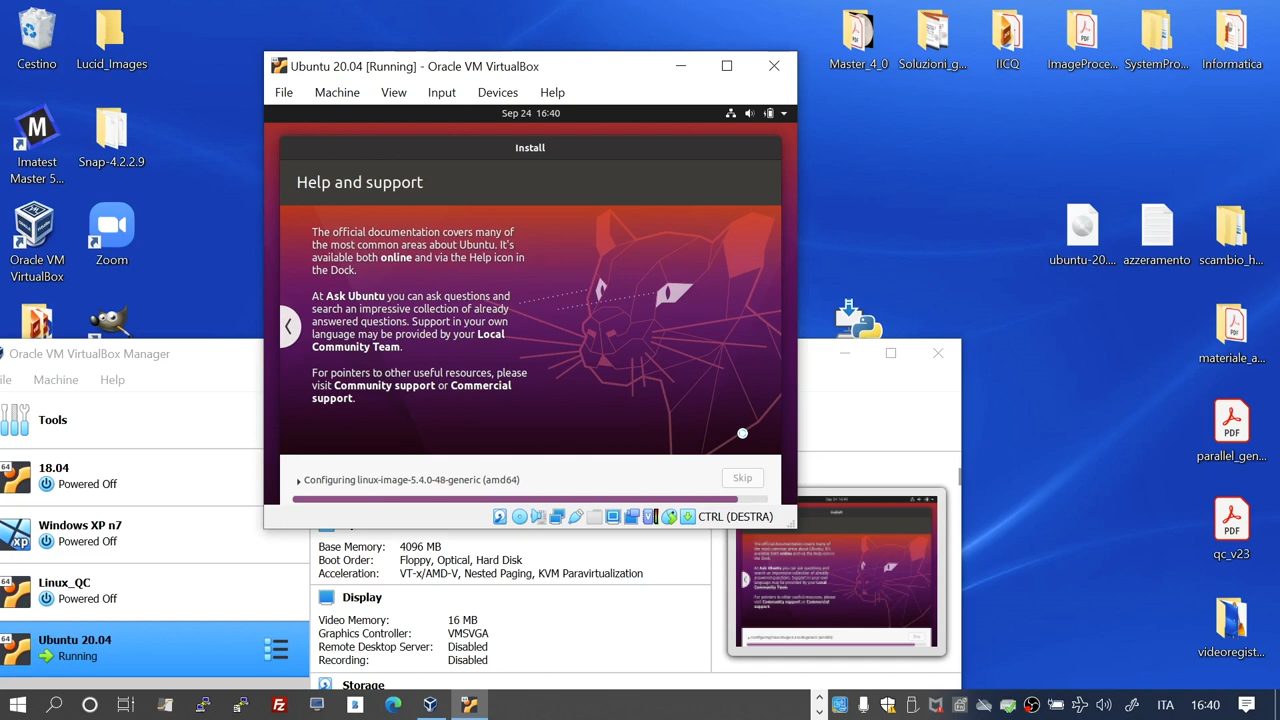 Cestino
Lucid_Images
Imatest
Master 5...
Snap-4.2.2.9
Oracle VM
VirtualBox
Zoom
Master_4_0
Soluzioni_g...
IICQ
ImageProce...
SystemPro...
Informatica
ubuntu-20....
azzeramento
scambio_h...
materiale_a...
PDF
parallel_gen...
PDF
videoregist...
Ubuntu 20.04 [Running] - Oracle VM VirtualBox
File Machine View Input Devices Help
Sep 24 16:40
Install
Help and support
The official documentation covers many of
the most common areas about Ubuntu. It's
available both online and via the Help icon in
the Dock.
At Ask Ubuntu you can ask questions and
search an impressive collection of already
answered questions. Support in your own
language may be provided by your Local
Community Team.
For pointers to other useful resources, please
visit Community support or Commercial
support.
Configuring linux-image-5.4.0-48-generic (amd64)
Skip
CTRL (DESTRA)
Oracle VM VirtualBox Manager
Machine Help
Tools
64
18.04
Powered Off
Windows XP n7
Powered Off
64
64
Ubuntu 20.04
Running
Base Memory: 4096 MB
Floppy, Optical, Hard Disk
Acceleration: VT-x/AMD-V, Nested Paging, KVM Paravirtualization
Display
Video Memory: 16 MB
Graphics Controller: VMSVGA
Remote Desktop Server: Disabled
Recording: Disabled
Storage
ITA 16:40